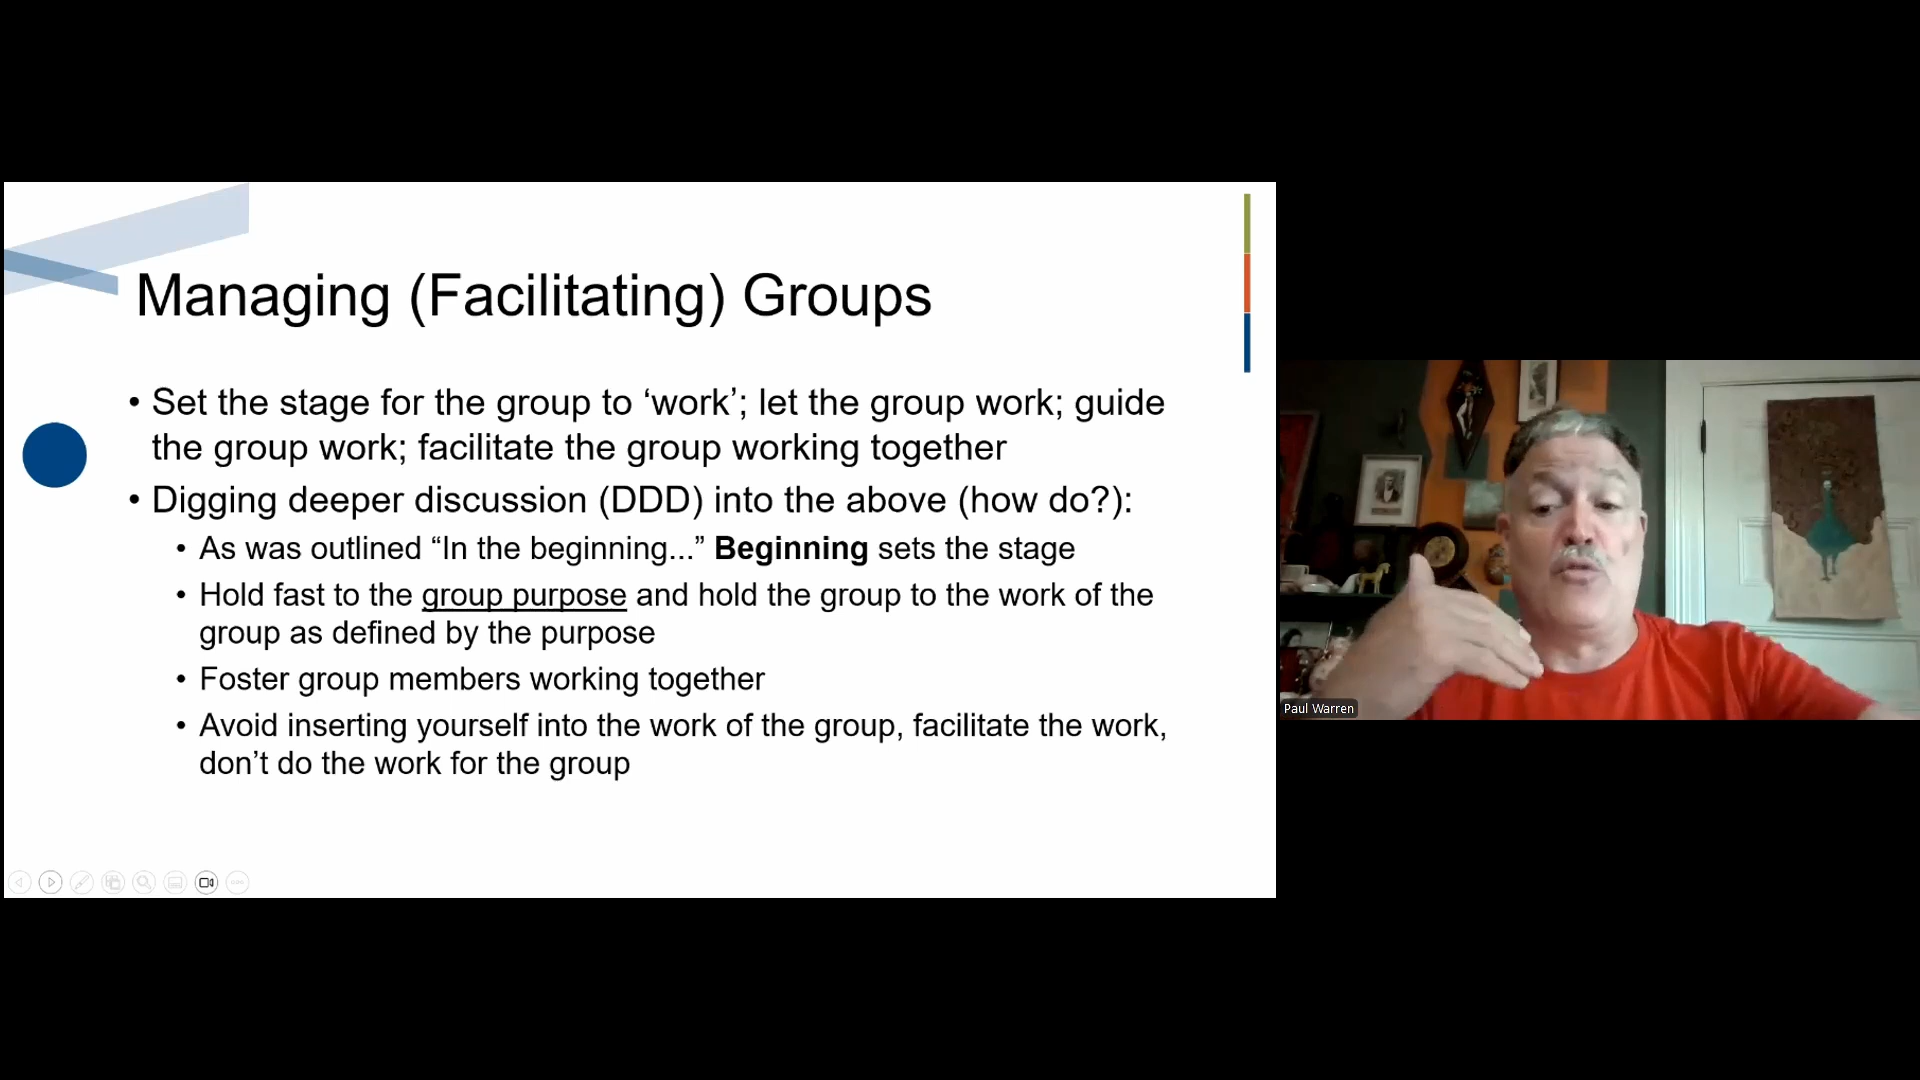 Managing (Facilitating) Groups
• Set the stage for the group to ‘work’; let the group work; guide
the group work; facilitate the group working together
• Digging deeper discussion (DDD) into the above (how do?):
• As was outlined “In the beginning...” Beginning sets the stage
• Hold fast to the group purpose and hold the group to the work of the
group as defined by the purpose
• Foster group members working together
• Avoid inserting yourself into the work of the group, facilitate the work,
don’t do the work for the group
Paul Warren